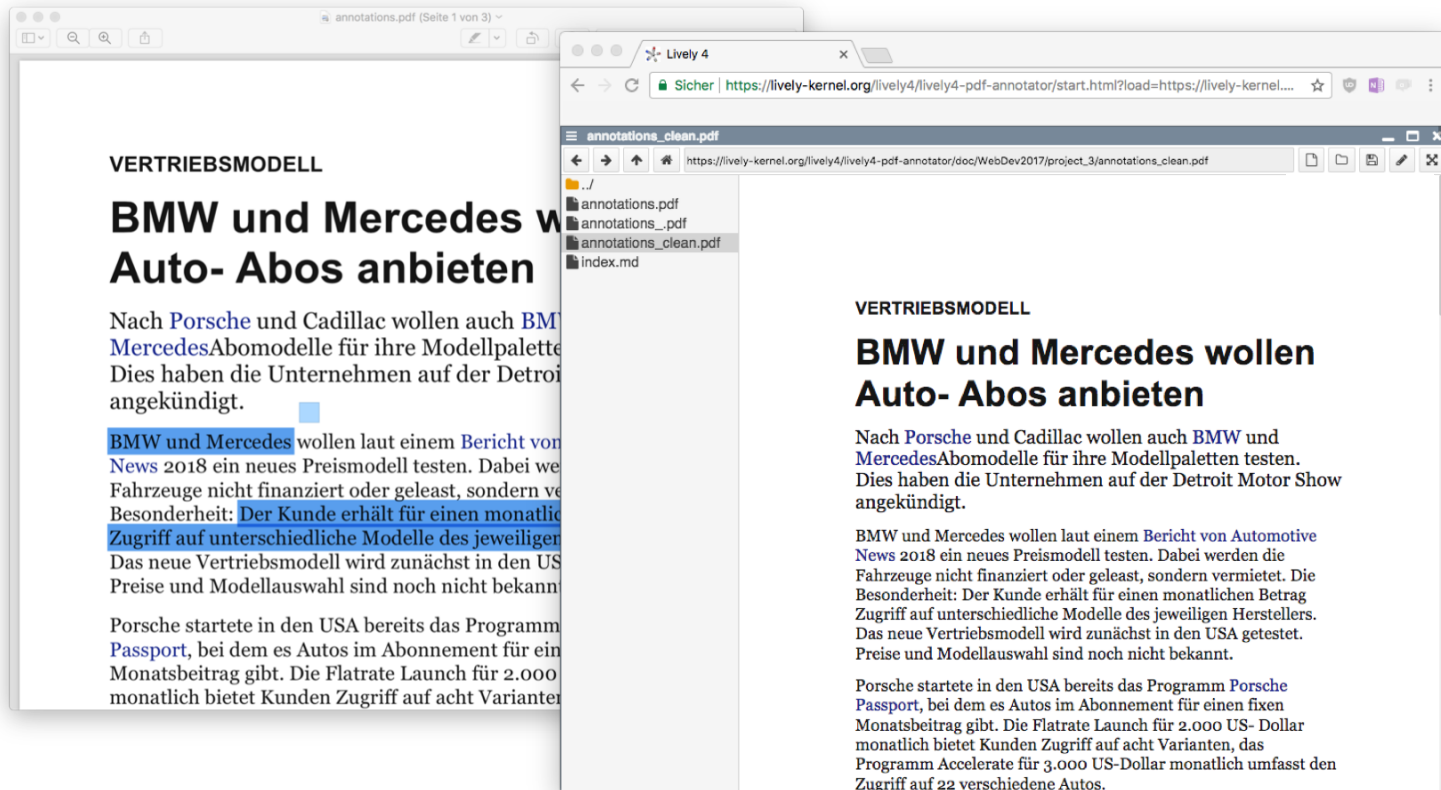 annotations.pdf (Seite 1 von 3)
VERTRIEBSMODELL
BMW und Mercedes w
Auto- Abos anbieten
Nach Porsche und Cadillac wollen auch BM
MercedesAbomodelle für ihre Modellpalette
Dies haben die Unternehmen auf der Detroi
angekündigt.
BMW und Mercedes wollen laut einem Bericht von
News 2018 ein neues Preismodell testen. Dabei we
Fahrzeuge nicht finanziert oder geleast, sondern ve
Besonderheit: Der Kunde erhält für einen monatlic
Zugriff auf unterschiedliche Modelle des jeweiligen
Das neue Vertriebsmodell wird zunächst in den US
Preise und Modellauswahl sind noch nicht bekannt
Porsche startete in den USA bereits das Programm
Passport, bei dem es Autos im Abonnement für ein
Monatsbeitrag gibt. Die Flatrate Launch für 2.000
monatlich bietet Kunden Zugriff auf acht Varianten
Lively 4
Sicher | https://lively-kernel.org/lively4/lively4-pdf-annotator/start.html?load=https://lively-kernel....
annotations_clean.pdf
https://lively-kernel.org/lively4/lively4-pdf-annotator/doc/WebDev2017/project_3/annotations_clean.pdf
../
annotations.pdf
annotations_.pdf
annotations_clean.pdf
index.md
VERTRIEBSMODELL
BMW und Mercedes wollen
Auto- Abos anbieten
Nach Porsche und Cadillac wollen auch BMW und
MercedesAbomodelle für ihre Modellpaletten testen.
Dies haben die Unternehmen auf der Detroit Motor Show
angekündigt.
BMW und Mercedes wollen laut einem Bericht von Automotive
News 2018 ein neues Preismodell testen. Dabei werden die
Fahrzeuge nicht finanziert oder geleast, sondern vermietet. Die
Besonderheit: Der Kunde erhält für einen monatlichen Betrag
Zugriff auf unterschiedliche Modelle des jeweiligen Herstellers.
Das neue Vertriebsmodell wird zunächst in den USA getestet.
Preise und Modellauswahl sind noch nicht bekannt.
Porsche startete in den USA bereits das Programm Porsche
Passport, bei dem es Autos im Abonnement für einen fixen
Monatsbeitrag gibt. Die Flatrate Launch für 2.000 US- Dollar
monatlich bietet Kunden Zugriff auf acht Varianten, das
Programm Accelerate für 3.000 US-Dollar monatlich umfasst den
Zugriff auf 22 verschiedene Autos.